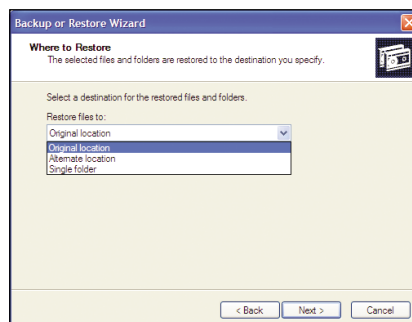 Backup or Restore Wizard
Where to Restore
The selected files and folders are restored to the destination you specify.
Select a destination for the restored files and folders.
Restore files to:
Original location
Original location
Alternate location
Single folder
< Back
Next >
Cancel